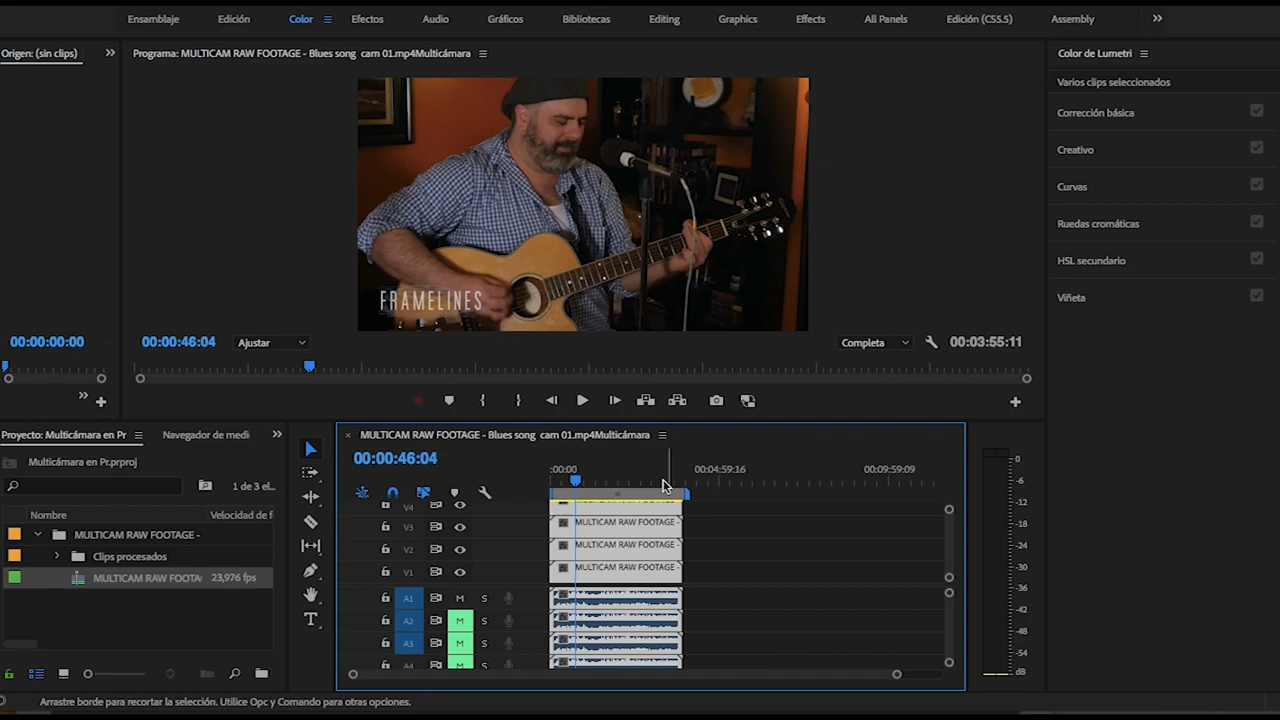 Ensamblaje Edición Color Efectos Audio Gráficos Bibliotecas Editing Graphics Effects All Panels Edición (CS5.5) Assembly
Origen: (sin clips) Programa: MULTICAM RAW FOOTAGE - Blues song cam 01.mp4Multicámara Color de Lumetri
Varios clips seleccionados
Corrección básica
Creativo
Curvas
Ruedas cromáticas
HSL secundario
Viñeta
FRAMELINES
00:00:00:00 00:00:46:04 Ajustar Completa 00:03:55:11
Proyecto: Multicámara en Pr Navegador de medi
Multicámara en Pr.prproj
1 de 3 el...
Nombre Velocidad de f
MULTICAM RAW FOOTAGE -
Clips procesados
MULTICAM RAW FOOTA 23,976 fps
MULTICAM RAW FOOTAGE - Blues song cam 01.mp4Multicámara
00:00:46:04
:00:00 00:04:59:16 00:09:59:09
V4
V3 MULTICAM RAW FOOTAGE -
V2 MULTICAM RAW FOOTAGE -
V1 MULTICAM RAW FOOTAGE -
A1 M S
A2 M S
A3 M S
A4 M
0
-6
-12
-18
-24
-30
-36
-42
-48
-54
dB
Arrastre borde para recortar la selección. Utilice Opc y Comando para otras opciones.